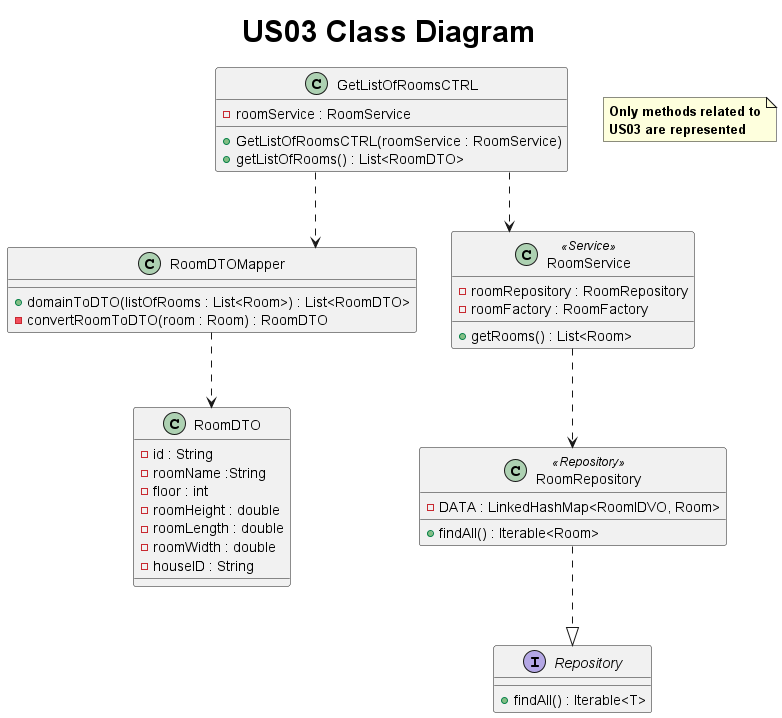 US03 Class Diagram
C GetListOfRoomsCTRL
roomService : RoomService
GetListOfRoomsCTRL(roomService : RoomService)
getListOfRooms() : List<RoomDTO>
Only methods related to
US03 are represented
C RoomDTOMapper
domainToDTO(listOfRooms : List<Room>) : List<RoomDTO>
convertRoomToDTO(room : Room) : RoomDTO
«Service»
C RoomService
roomRepository : RoomRepository
roomFactory : RoomFactory
getRooms() : List<Room>
C RoomDTO
id : String
roomName :String
floor : int
roomHeight : double
roomLength : double
roomWidth : double
houseID : String
«Repository»
C RoomRepository
DATA : LinkedHashMap<RoomIDVO, Room>
findAll() : Iterable<Room>
I Repository
findAll() : Iterable<T>